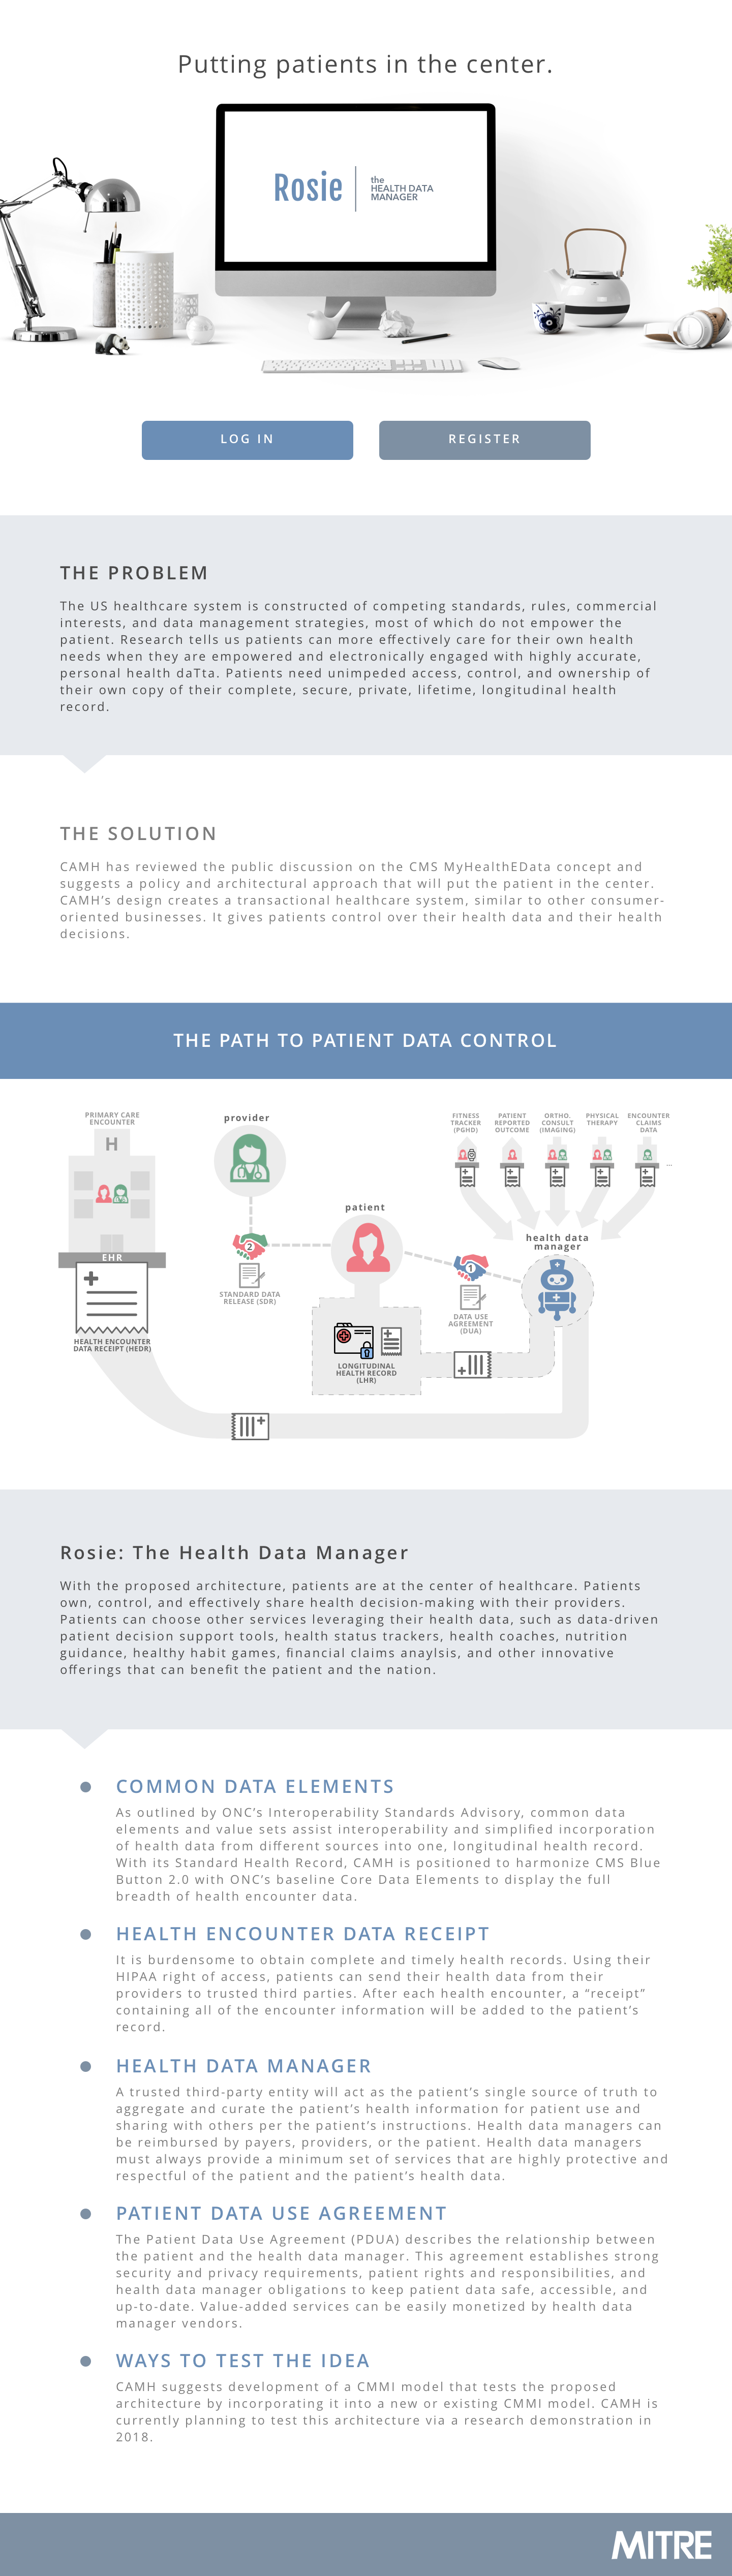 Putting patients in the center.
Rosie
the
HEALTH DATA
MANAGER
LOG IN
REGISTER
THE PROBLEM
The US healthcare system is constructed of competing standards, rules, commercial
interests, and data management strategies, most of which do not empower the
patient. Research tells us patients can more effectively care for their own health
needs when they are empowered and electronically engaged with highly accurate,
personal health daTta. Patients need unimpeded access, control, and ownership of
their own copy of their complete, secure, private, lifetime, longitudinal health
record.
THE SOLUTION
CAMH has reviewed the public discussion on the CMS MyHealthEData concept and
suggests a policy and architectural approach that will put the patient in the center.
CAMH’s design creates a transactional healthcare system, similar to other consumer-
oriented businesses. It gives patients control over their health data and their health
decisions.
THE PATH TO PATIENT DATA CONTROL
PRIMARY CARE
ENCOUNTER
H
EHR
HEALTH ENCOUNTER
DATA RECEIPT (HEDR)
provider
2
STANDARD DATA
RELEASE (SDR)
patient
LONGITUDINAL
HEALTH RECORD
(LHR)
1
DATA USE
AGREEMENT
(DUA)
FITNESS
TRACKER
(PGHD)
PATIENT
REPORTED
OUTCOME
ORTHO.
CONSULT
(IMAGING)
PHYSICAL
THERAPY
ENCOUNTER
CLAIMS
DATA
...
health data
manager
Rosie: The Health Data Manager
With the proposed architecture, patients are at the center of healthcare. Patients
own, control, and effectively share health decision-making with their providers.
Patients can choose other services leveraging their health data, such as data-driven
patient decision support tools, health status trackers, health coaches, nutrition
guidance, healthy habit games, financial claims anaylsis, and other innovative
offerings that can benefit the patient and the nation.
COMMON DATA ELEMENTS
As outlined by ONC’s Interoperability Standards Advisory, common data
elements and value sets assist interoperability and simplified incorporation
of health data from different sources into one, longitudinal health record.
With its Standard Health Record, CAMH is positioned to harmonize CMS Blue
Button 2.0 with ONC’s baseline Core Data Elements to display the full
breadth of health encounter data.
HEALTH ENCOUNTER DATA RECEIPT
It is burdensome to obtain complete and timely health records. Using their
HIPAA right of access, patients can send their health data from their
providers to trusted third parties. After each health encounter, a “receipt”
containing all of the encounter information will be added to the patient’s
record.
HEALTH DATA MANAGER
A trusted third-party entity will act as the patient’s single source of truth to
aggregate and curate the patient’s health information for patient use and
sharing with others per the patient’s instructions. Health data managers can
be reimbursed by payers, providers, or the patient. Health data managers
must always provide a minimum set of services that are highly protective and
respectful of the patient and the patient’s health data.
PATIENT DATA USE AGREEMENT
The Patient Data Use Agreement (PDUA) describes the relationship between
the patient and the health data manager. This agreement establishes strong
security and privacy requirements, patient rights and responsibilities, and
health data manager obligations to keep patient data safe, accessible, and
up-to-date. Value-added services can be easily monetized by health data
manager vendors.
WAYS TO TEST THE IDEA
CAMH suggests development of a CMMI model that tests the proposed
architecture by incorporating it into a new or existing CMMI model. CAMH is
currently planning to test this architecture via a research demonstration in
2018.
MITRE